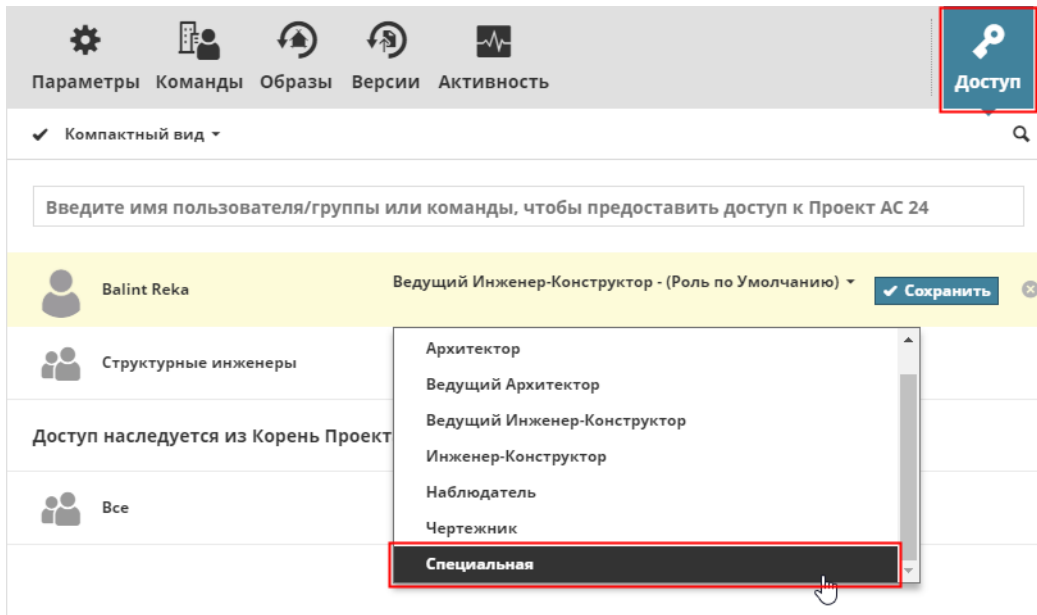 Параметры Команды Образы Версии Активность Доступ
Компактный вид
Введите имя пользователя/группы или команды, чтобы предоставить доступ к Проект АС 24
Balint Reka Ведущий Инженер-Конструктор - (Роль по Умолчанию) Сохранить
Архитектор
Структурные инженеры
Ведущий Архитектор
Ведущий Инженер-Конструктор
Доступ наследуется из Корень Проект
Инженер-Конструктор
Наблюдатель
Все
Чертежник
Специальная